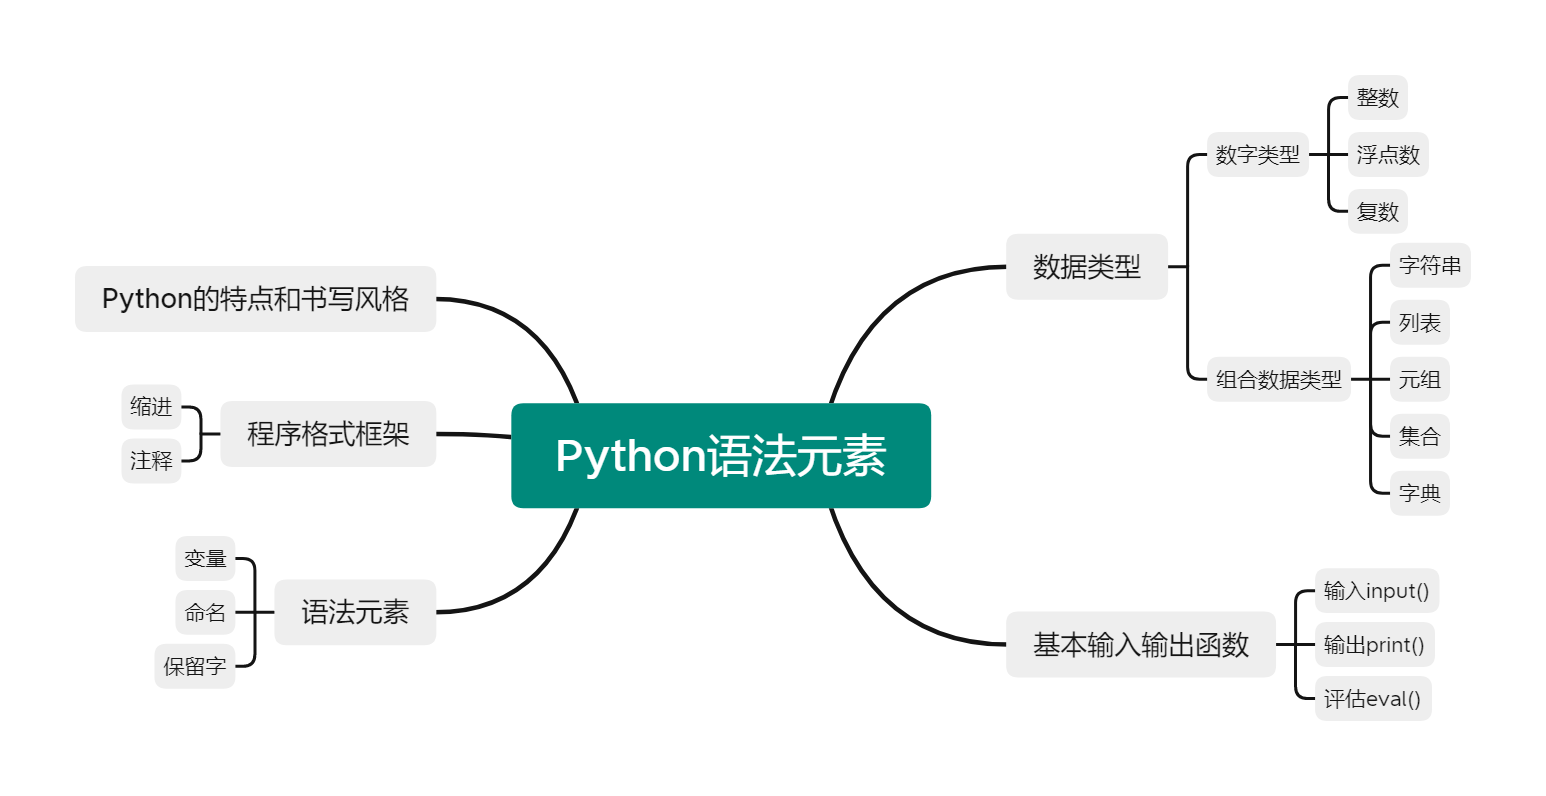 Python语法元素
数据类型
数字类型
整数
浮点数
复数
组合数据类型
字符串
列表
元组
集合
字典
基本输入输出函数
输入input()
输出print()
评估eval()
Python的特点和书写风格
程序格式框架
缩进
注释
语法元素
变量
命名
保留字